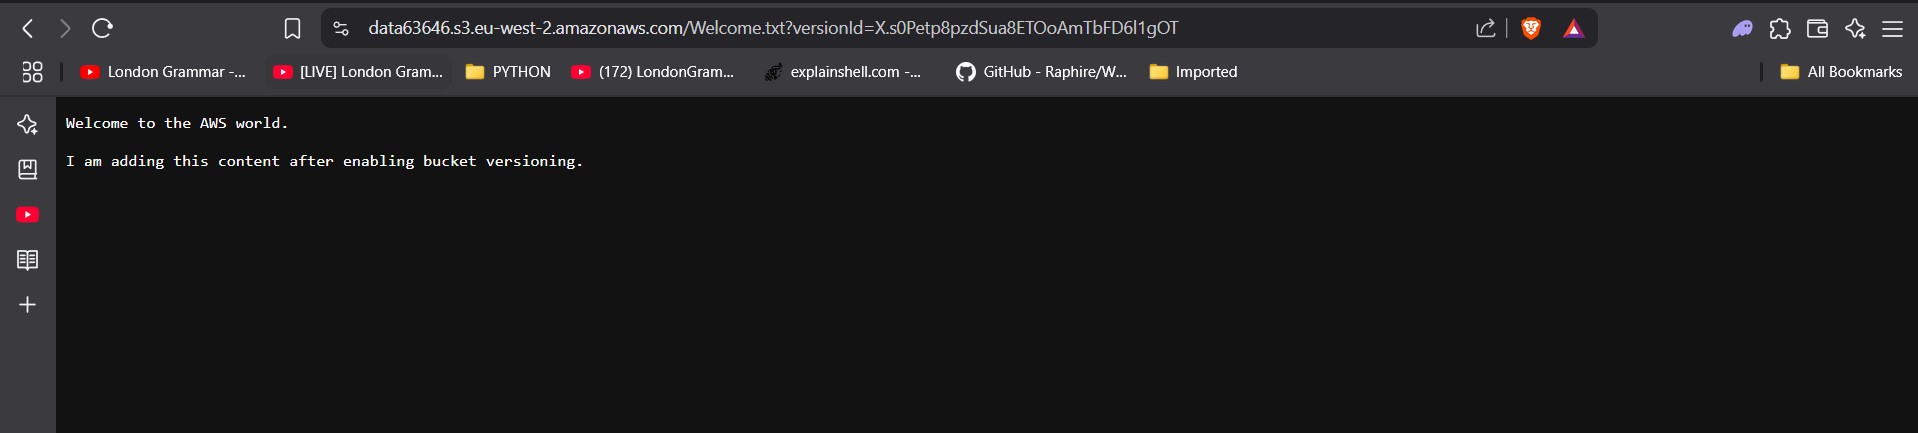 data63646.s3.eu-west-2.amazonaws.com/Welcome.txt?versionId=X.s0Petp8pzdSua8ETOoAmTbFD6l1gOT
London Grammar -... [LIVE] London Gram... PYTHON (172) LondonGram... explainshell.com -... GitHub - Raphire/W... Imported All Bookmarks
Welcome to the AWS world.
I am adding this content after enabling bucket versioning.